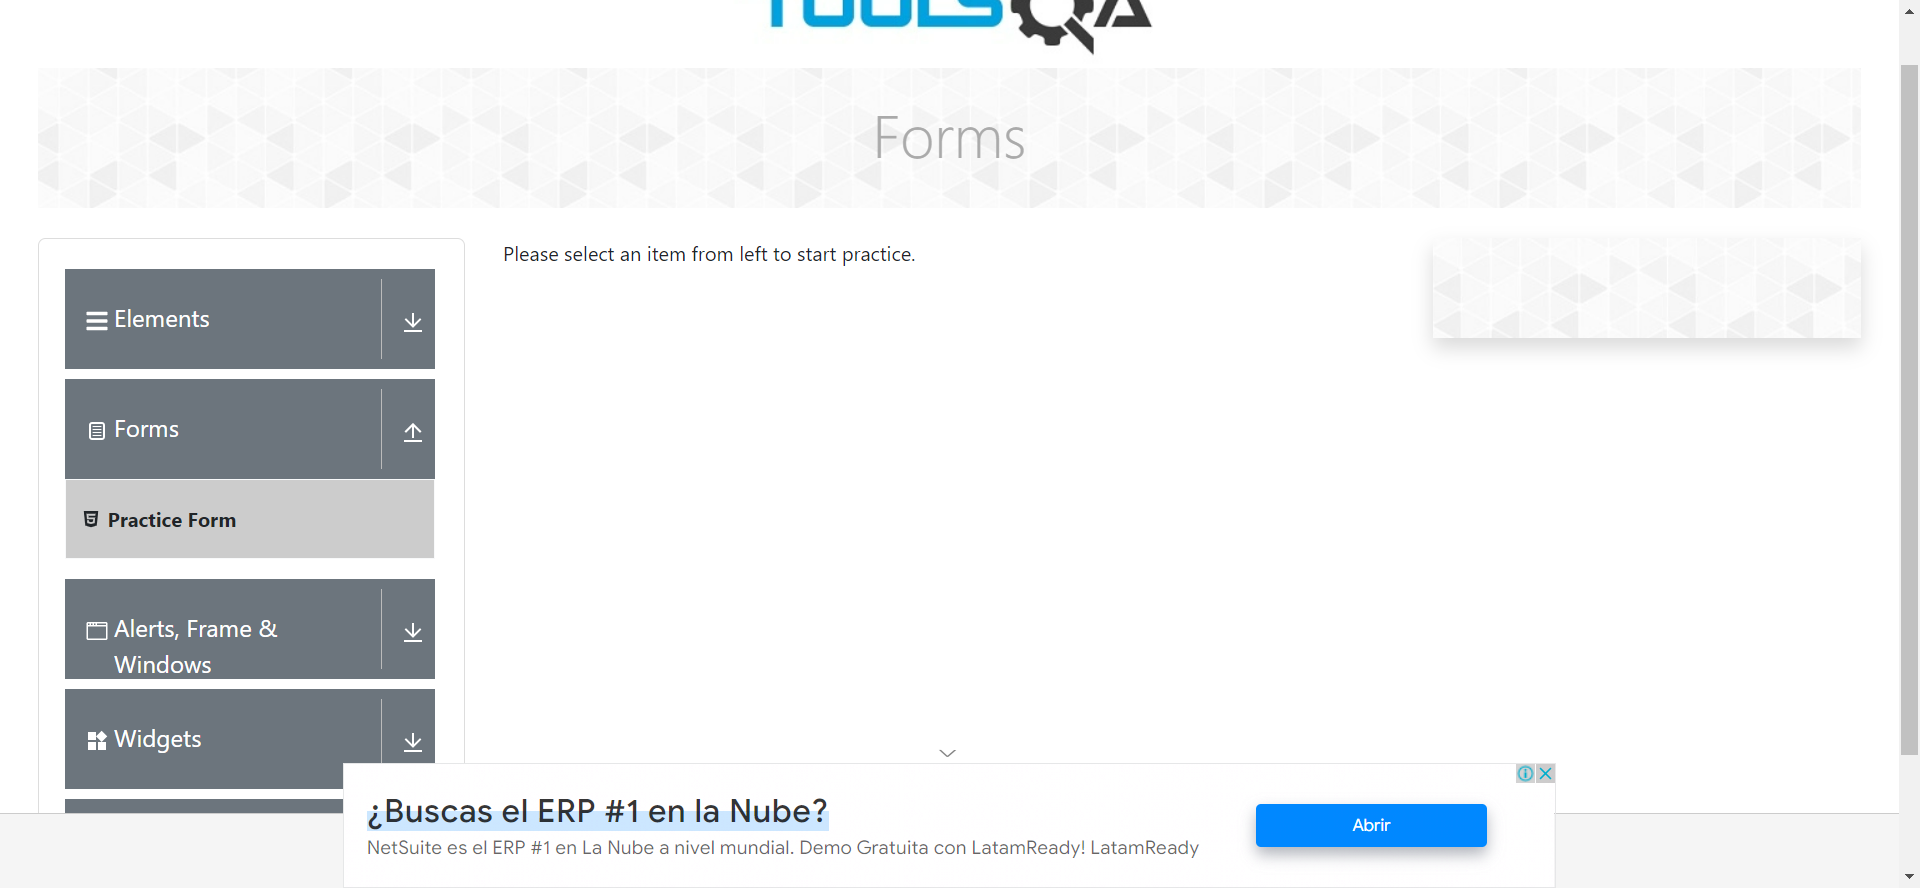 TOOLSQA
Forms
Please select an item from left to start practice.
Elements
Forms
Practice Form
Alerts, Frame &
Windows
Widgets
¿Buscas el ERP #1 en la Nube?
NetSuite es el ERP #1 en La Nube a nivel mundial. Demo Gratuita con LatamReady! LatamReady
Abrir